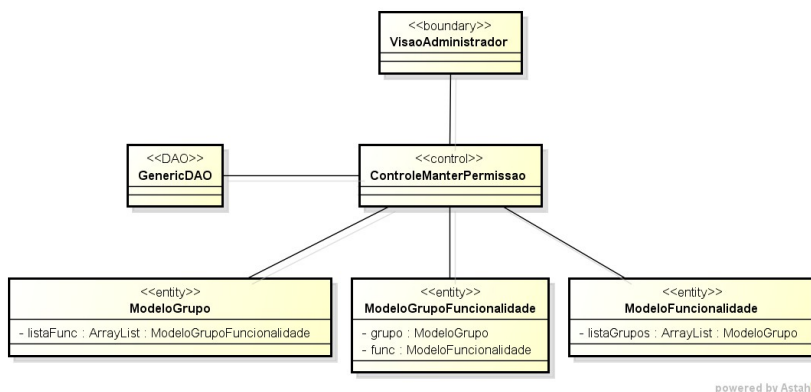 <<boundary>>
VisaoAdministrador
<<DAO>>
GenericDAO
<<control>>
ControleManterPermissao
<<entity>>
ModeloGrupo
- listaFunc : ArrayList : ModeloGrupoFuncionalidade
<<entity>>
ModeloGrupoFuncionalidade
- grupo : ModeloGrupo
- func : ModeloFuncionalidade
<<entity>>
ModeloFuncionalidade
- listaGrupos : ArrayList : ModeloGrupo
powered by Astah